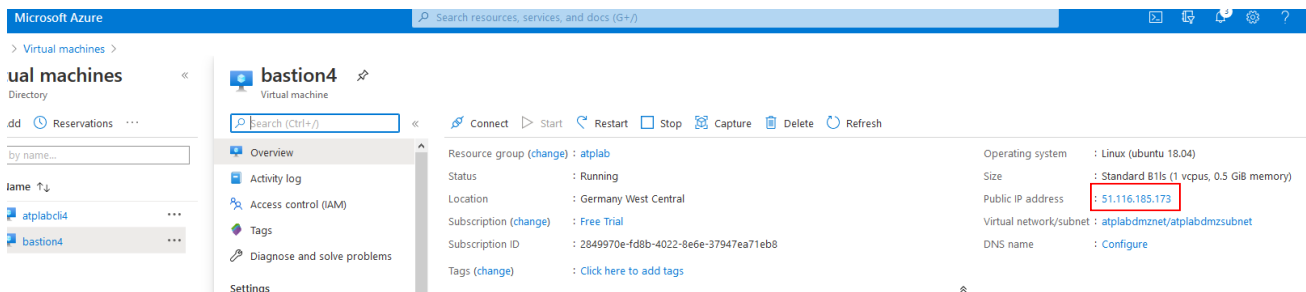 Microsoft Azure
Search resources, services, and docs (G+/)
3
> Virtual machines >
ual machines «
Directory
dd Reservations ···
by name...
Name ↑↓
atplabcli4 ···
bastion4 ···
bastion4
Virtual machine
Search (Ctrl+/) «
Overview
Activity log
Access control (IAM)
Tags
Diagnose and solve problems
Settings
Connect Start Restart Stop Capture Delete Refresh
Resource group (change) : atplab
Status : Running
Location : Germany West Central
Subscription (change) : Free Trial
Subscription ID : 2849970e-fd8b-4022-8e6e-37947ea71eb8
Tags (change) : Click here to add tags
Operating system : Linux (ubuntu 18.04)
Size : Standard B1ls (1 vcpus, 0.5 GiB memory)
Public IP address : 51.116.185.173
Virtual network/subnet : atplabdmznet/atplabdmzsubnet
DNS name : Configure